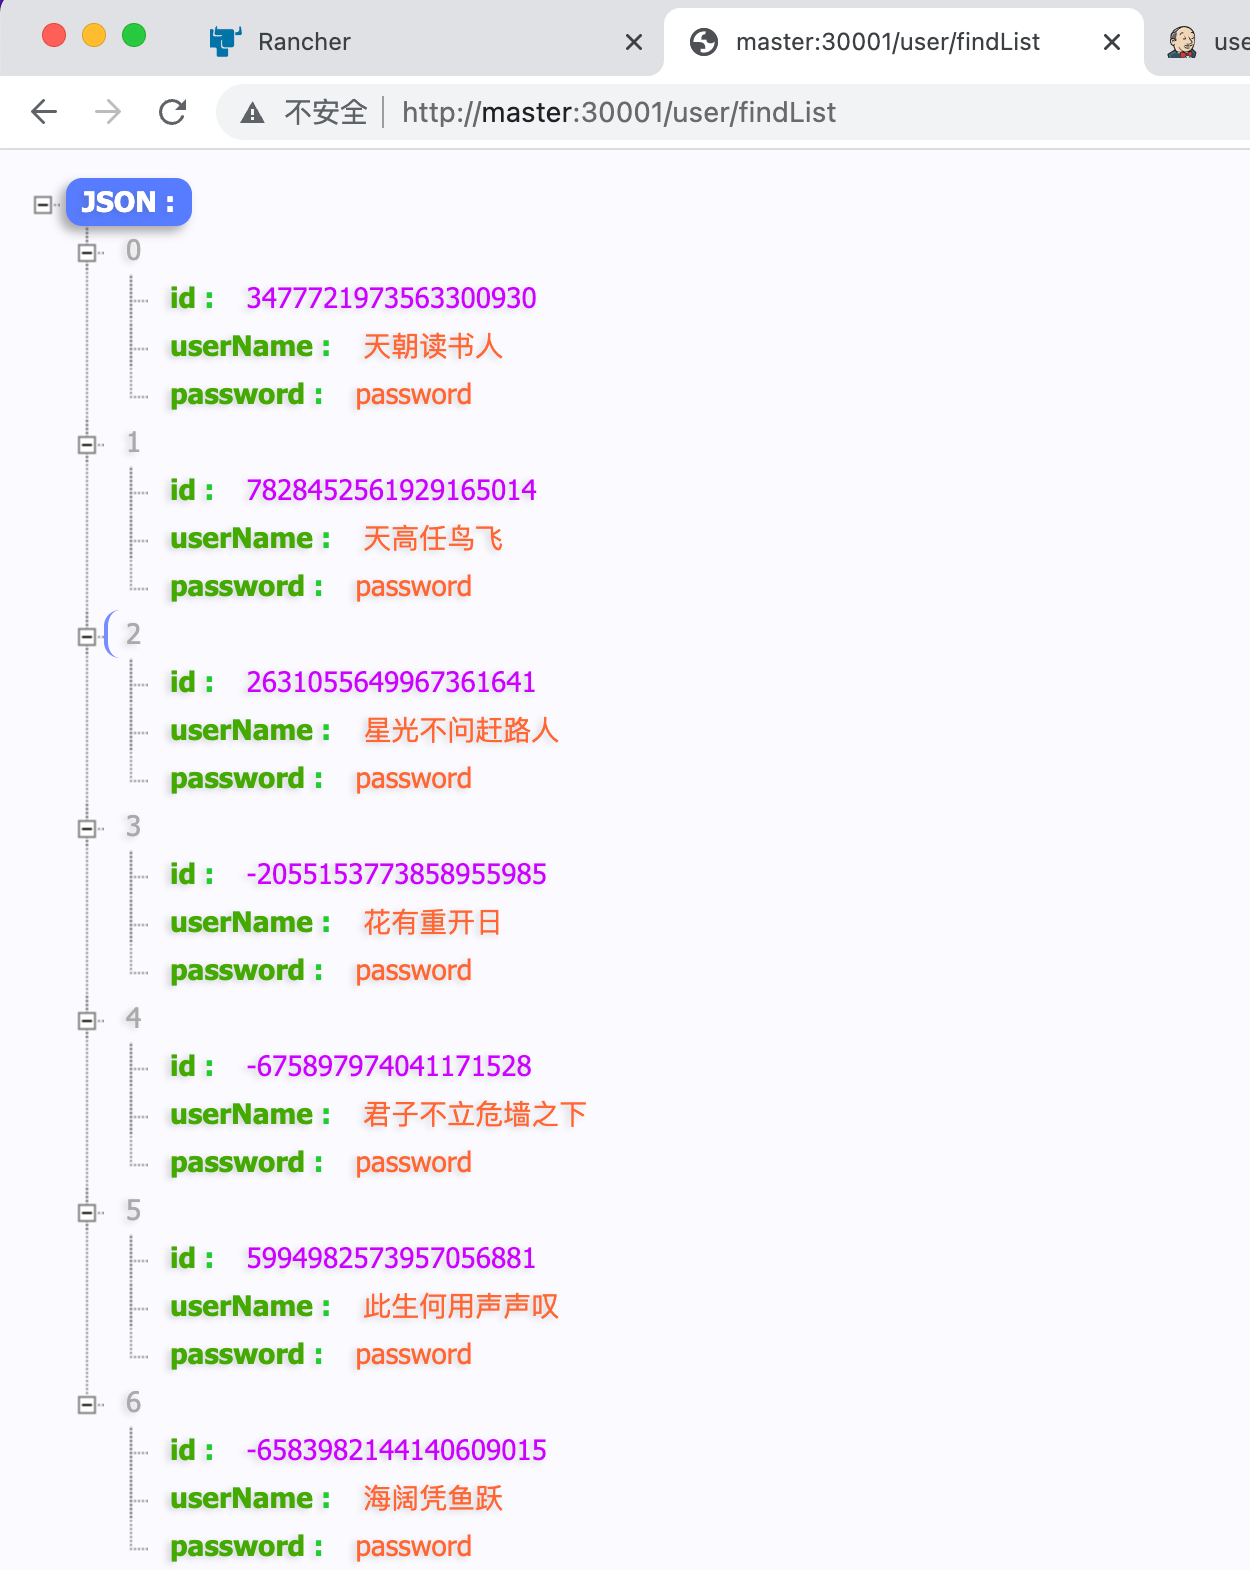 Rancher
master:30001/user/findList
use
不安全
http://master:30001/user/findList
JSON :
0
id : 3477721973563300930
userName : 天朝读书人
password : password
1
id : 7828452561929165014
userName : 天高任鸟飞
password : password
2
id : 2631055649967361641
userName : 星光不问赶路人
password : password
3
id : -2055153773858955985
userName : 花有重开日
password : password
4
id : -675897974041171528
userName : 君子不立危墙之下
password : password
5
id : 5994982573957056881
userName : 此生何用声声叹
password : password
6
id : -6583982144140609015
userName : 海阔凭鱼跃
password : password